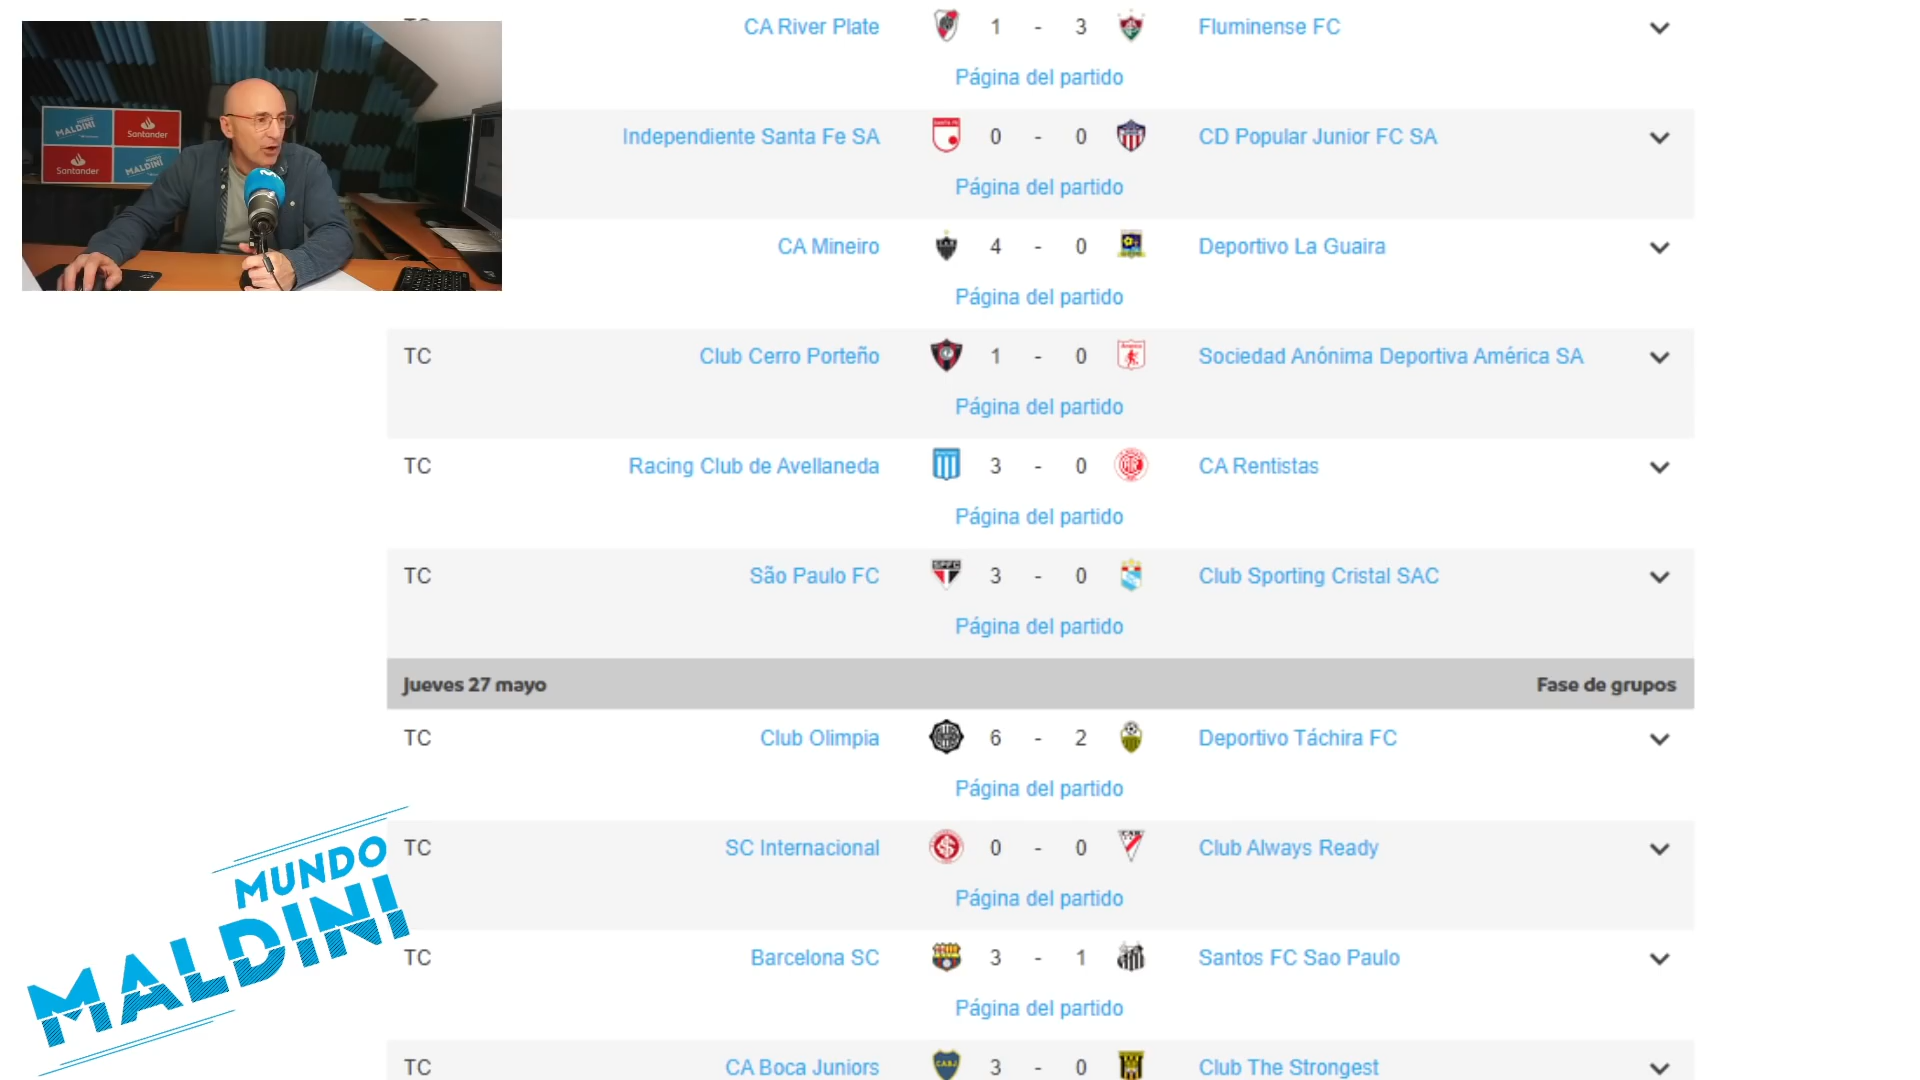 CA River Plate 1 - 3 Fluminense FC
Página del partido
Independiente Santa Fe SA 0 - 0 CD Popular Junior FC SA
Página del partido
CA Mineiro 4 - 0 Deportivo La Guaira
Página del partido
TC Club Cerro Porteño 1 - 0 Sociedad Anónima Deportiva América SA
Página del partido
TC Racing Club de Avellaneda 3 - 0 CA Rentistas
Página del partido
TC São Paulo FC 3 - 0 Club Sporting Cristal SAC
Página del partido
Jueves 27 mayo Fase de grupos
TC Club Olimpia 6 - 2 Deportivo Táchira FC
Página del partido
TC SC Internacional 0 - 0 Club Always Ready
Página del partido
TC Barcelona SC 3 - 1 Santos FC Sao Paulo
Página del partido
TC CA Boca Juniors 3 - 0 Club The Strongest
MALDINI
Santander
Santander
MALDINI
MUNDO
MALDINI